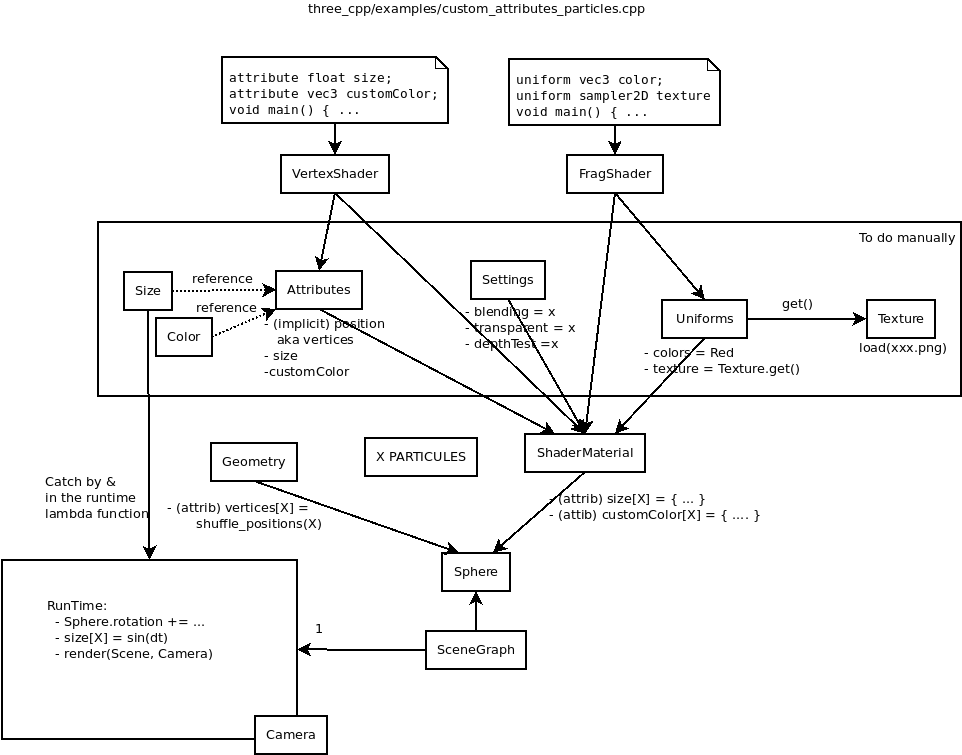 three_cpp/examples/custom_attributes_particles.cpp
attribute float size;
attribute vec3 customColor;
void main() { ...
uniform vec3 color;
uniform sampler2D texture
void main() { ...
VertexShader
FragShader
To do manually
Size
reference
Attributes
reference
Color
- (implicit) position
aka vertices
- size
-customColor
Settings
- blending = x
- transparent = x
- depthTest =x
Uniforms
- colors = Red
- texture = Texture.get()
get()
Texture
load(xxx.png)
Geometry
X PARTICULES
ShaderMaterial
Catch by &
in the runtime
lambda function
- (attrib) vertices[X] =
shuffle_positions(X)
- (attrib) size[X] = { ... }
- (attib) customColor[X] = { .... }
Sphere
RunTime:
- Sphere.rotation += ...
- size[X] = sin(dt)
- render(Scene, Camera)
1
SceneGraph
Camera